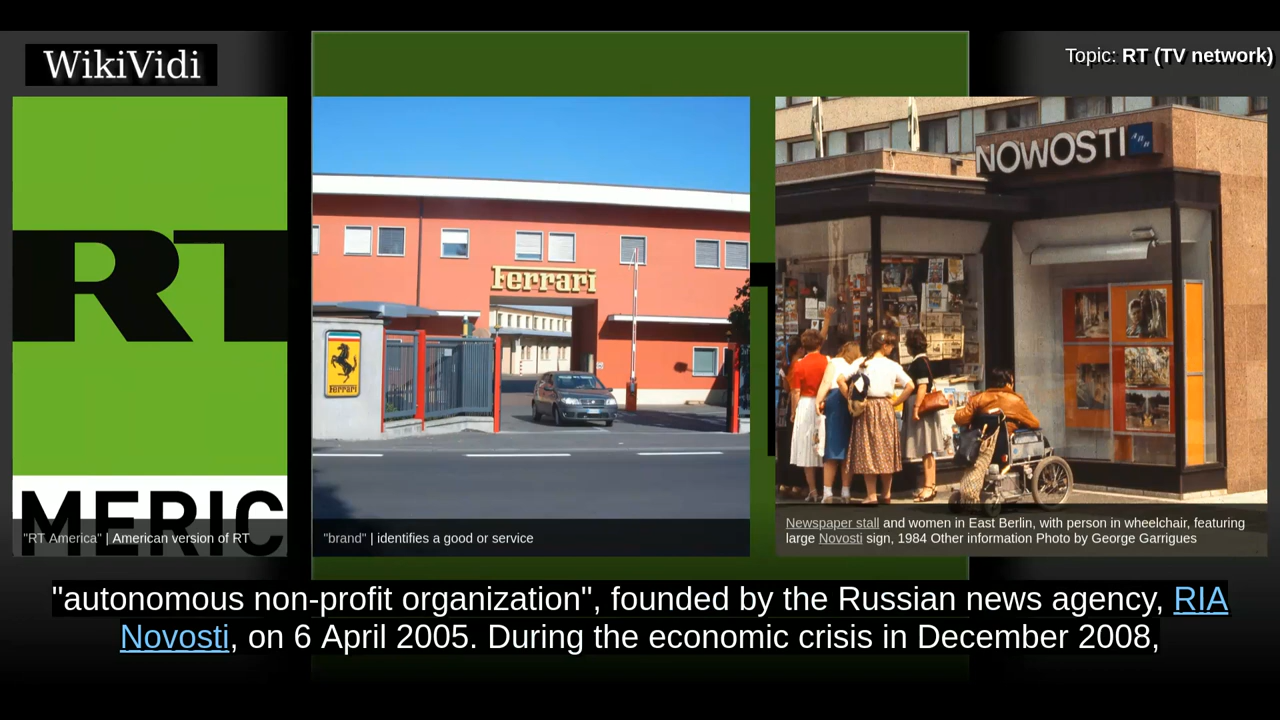 WikiVidi
Topic: RT (TV network)
RT
MERIC
"RT America" | American version of RT
Ferrari
Ferrari
"brand" | identifies a good or service
NOWOSTI
Newspaper stall and women in East Berlin, with person in wheelchair, featuring
large Novosti sign, 1984 Other information Photo by George Garrigues
"autonomous non-profit organization", founded by the Russian news agency, RIA
Novosti, on 6 April 2005. During the economic crisis in December 2008,